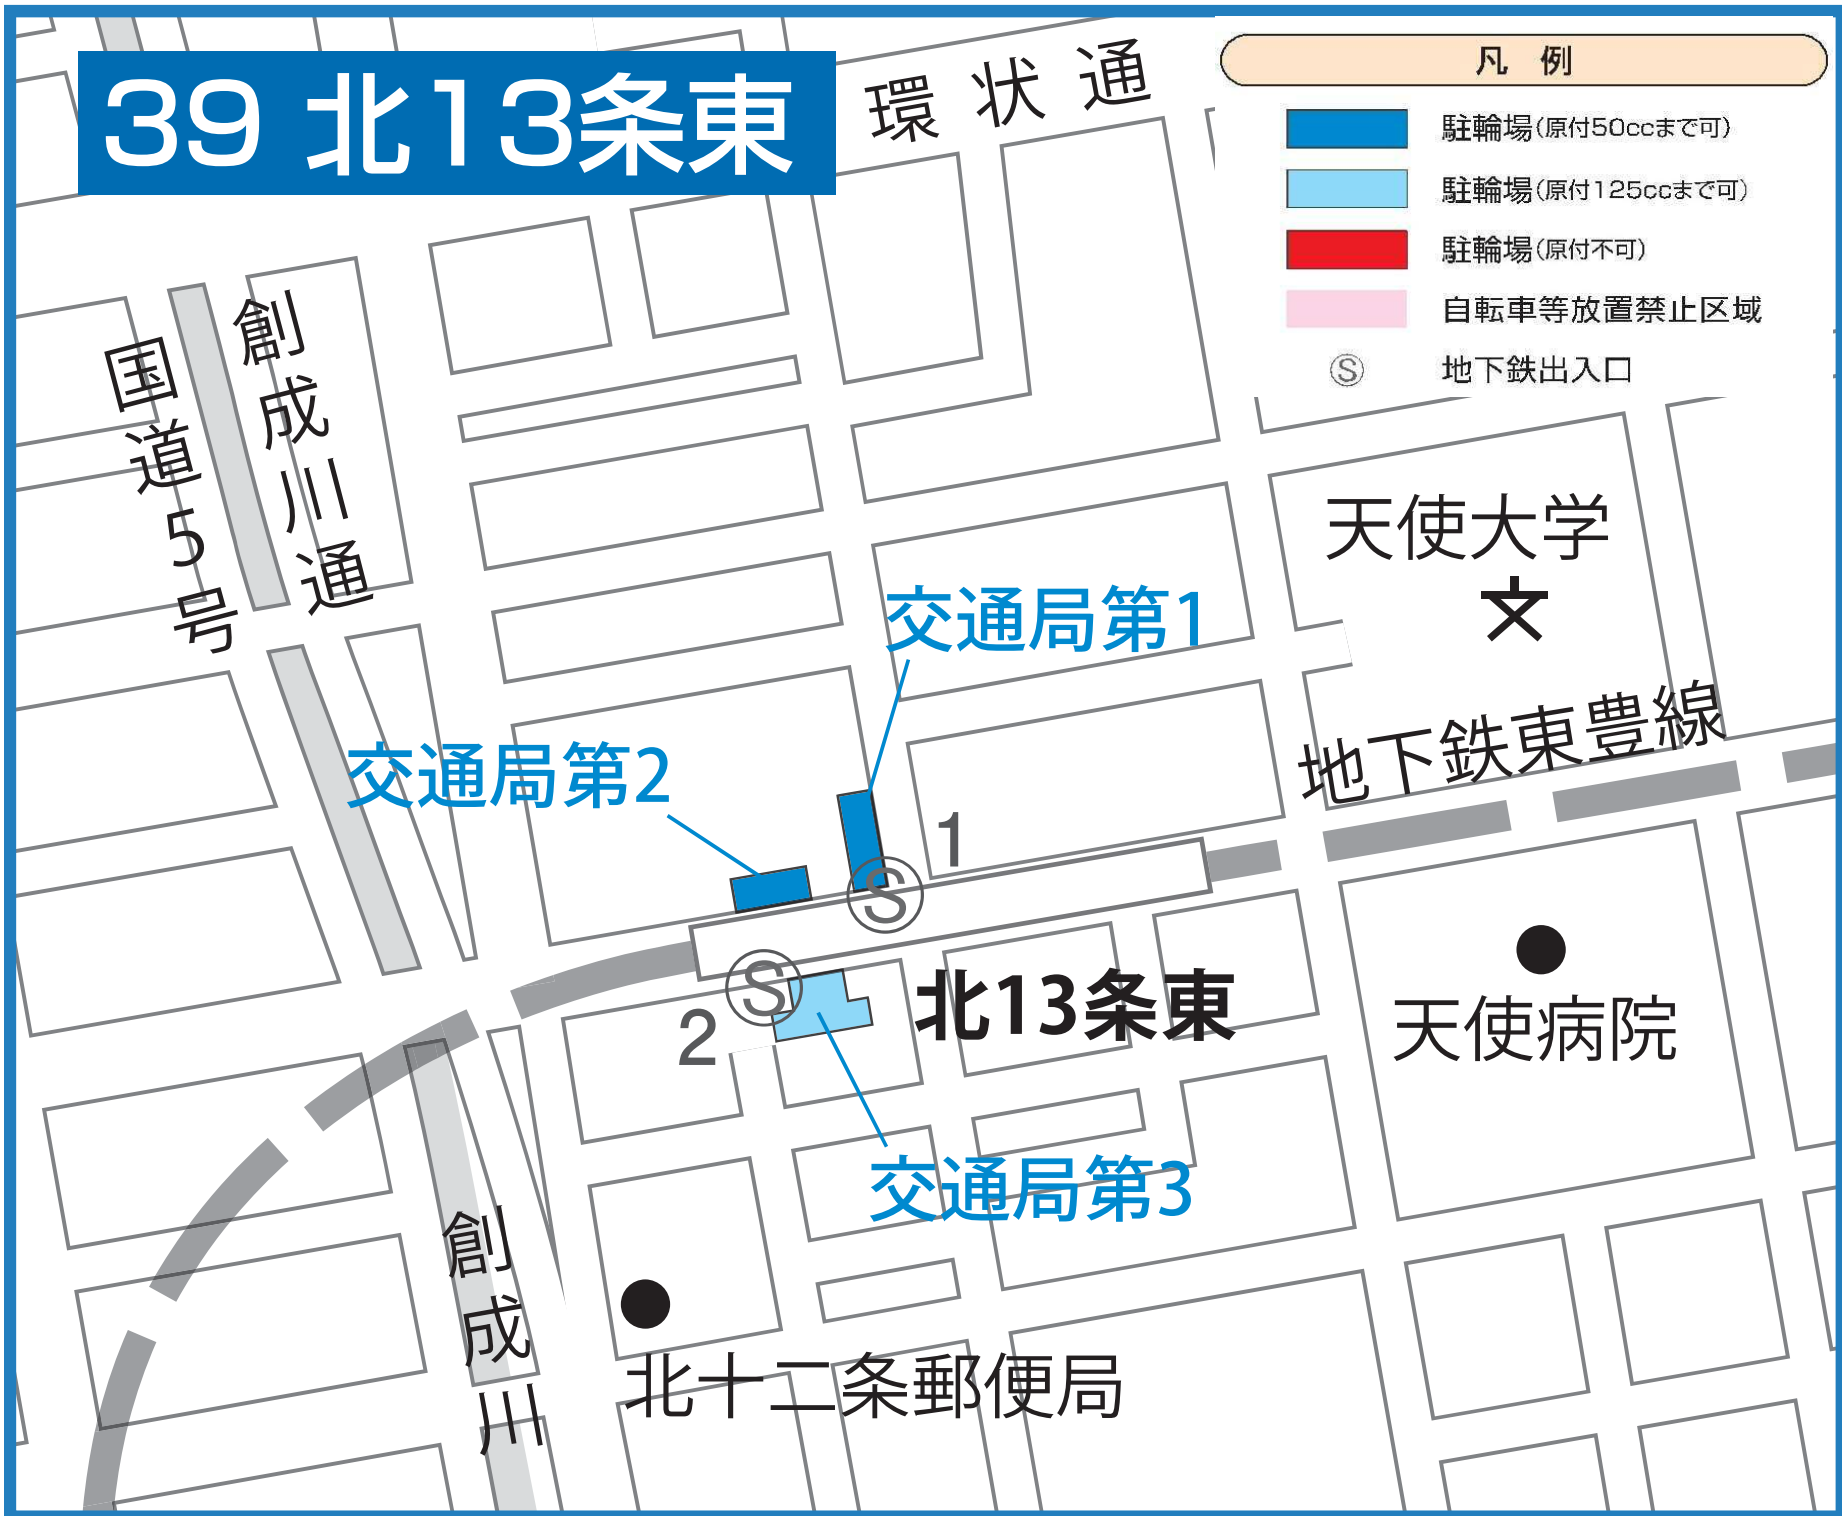 39 北13条東
環状通
凡 例
駐輪場(原付50ccまで可)
駐輪場(原付125ccまで可)
駐輪場(原付不可)
自転車等放置禁止区域
Ⓢ 地下鉄出入口
国道5号
創成川通
天使大学
交通局第1
地下鉄東豊線
交通局第2
1
S
S
2
北13条東
天使病院
交通局第3
創成川
北十二条郵便局